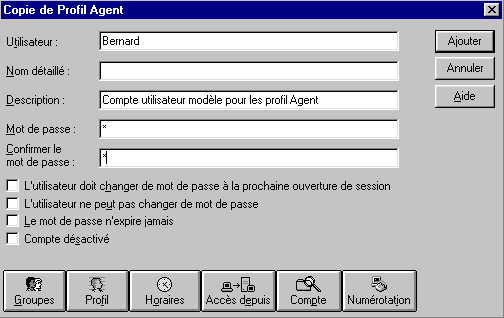 Copie de Profil Agent
Utilisateur :
Bernard
Ajouter
Nom détaillé :
Annuler
Description :
Compte utilisateur modèle pour les profil Agent
Aide
Mot de passe :
*
Confirmer le
mot de passe :
*
L'utilisateur doit changer de mot de passe à la prochaine ouverture de session
L'utilisateur ne peut pas changer de mot de passe
Le mot de passe n'expire jamais
Compte désactivé
Groupes
Profil
Horaires
Accès depuis
Compte
Numérotation